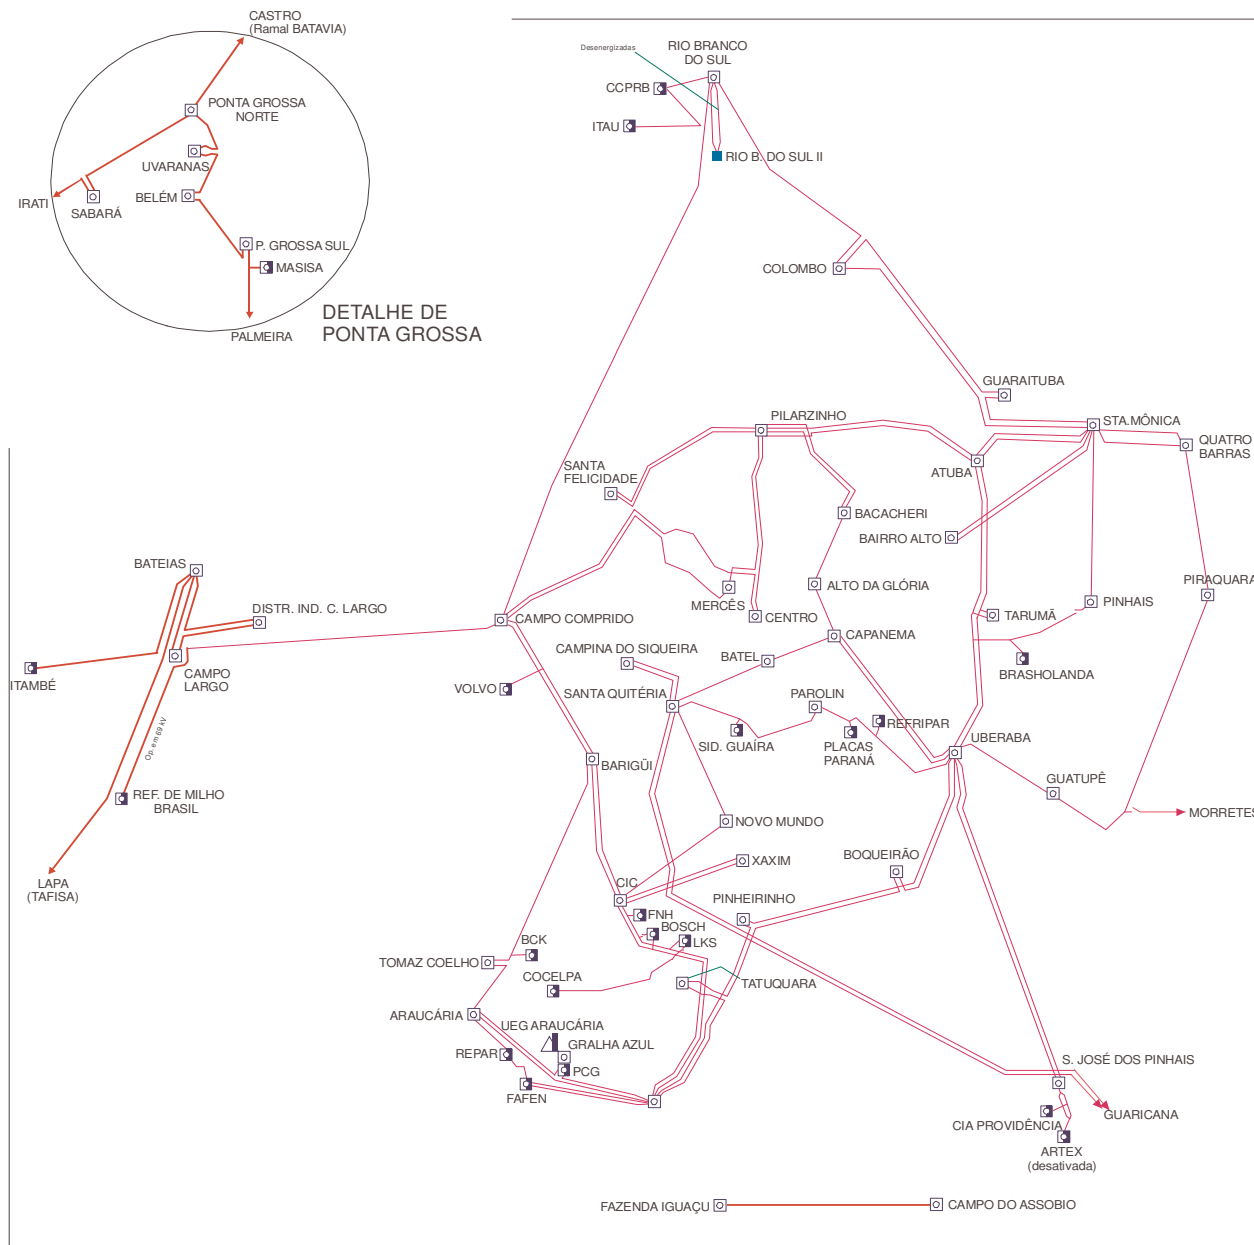 CASTRO
(Ramal BATAVIA)
PONTA GROSSA
NORTE
UVARANAS
BELÉM
IRATI
SABARÁ
P. GROSSA SUL
MASISA
PALMEIRA
DETALHE DE
PONTA GROSSA
Desenergizadas
RIO BRANCO
DO SUL
CCPRB
ITAU
RIO B. DO SUL II
COLOMBO
GUARAITUBA
PILARZINHO
STA.MÔNICA
QUATRO
BARRAS
ATUBA
SANTA
FELICIDADE
BACACHERI
BAIRRO ALTO
BATEIAS
DISTR. IND. C. LARGO
MERCÊS
ALTO DA GLÓRIA
PIRAQUARA
PINHAIS
TARUMÃ
CENTRO
CAMPO COMPRIDO
CAPANEMA
CAMPINA DO SIQUEIRA
BATEL
BRASHOLANDA
CAMPO
LARGO
ITAMBÉ
VOLVO
SANTA QUITÉRIA
PAROLIN
REFRIPAR
SID. GUAÍRA
PLACAS
PARANÁ
UBERABA
Op. em 69 kV
BARIGÜI
GUATUPÊ
REF. DE MILHO
BRASIL
NOVO MUNDO
MORRETES
LAPA
(TAFISA)
XAXIM
BOQUEIRÃO
CIC
PINHEIRINHO
FNH
BOSCH
LKS
BCK
TOMAZ COELHO
COCELPA
TATUQUARA
ARAUCÁRIA
UEG ARAUCÁRIA
GRALHA AZUL
REPAR
PCG
FAFEN
S. JOSÉ DOS PINHAIS
GUARICANA
CIA PROVIDÊNCIA
ARTEX
(desativada)
FAZENDA IGUAÇU
CAMPO DO ASSOBIO